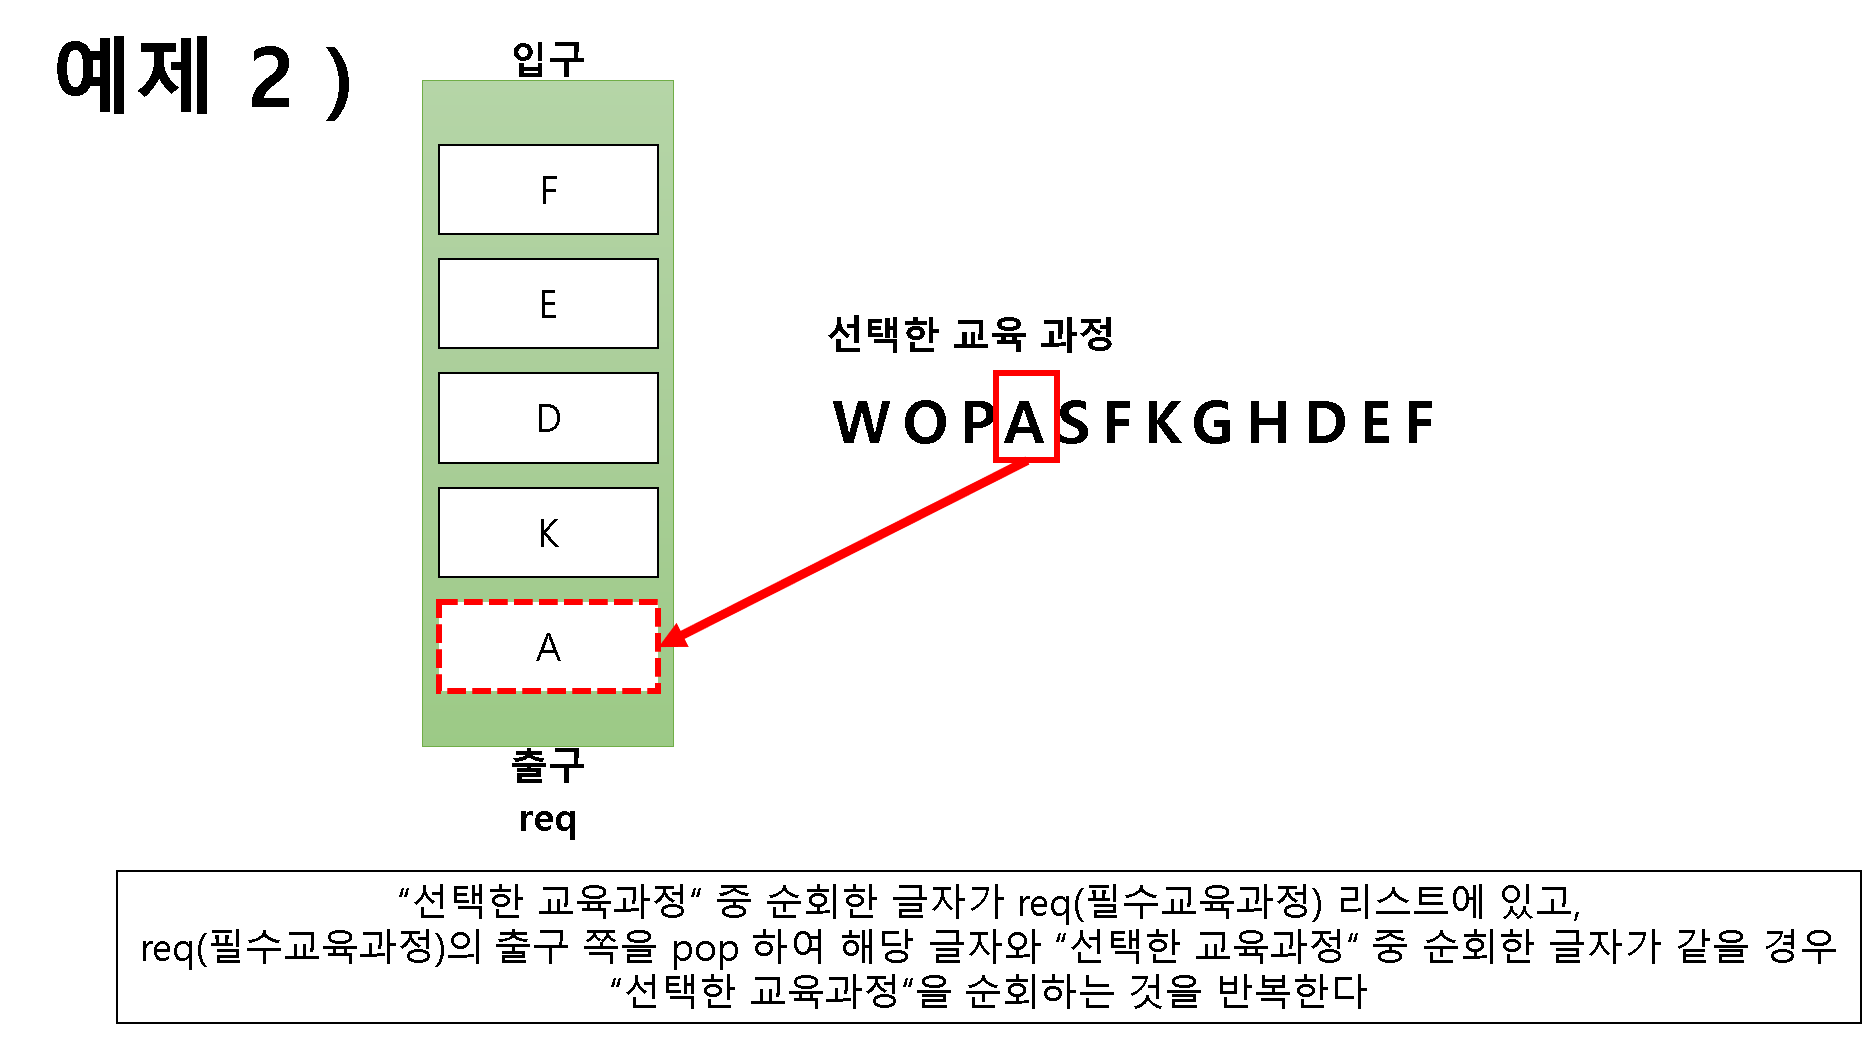 예제 2 )
입구
F
E
D
K
A
출구
req
선택한 교육 과정
W O P A S F K G H D E F
“선택한 교육과정“ 중 순회한 글자가 req(필수교육과정) 리스트에 있고,
req(필수교육과정)의 출구 쪽을 pop 하여 해당 글자와 “선택한 교육과정“ 중 순회한 글자가 같을 경우
“선택한 교육과정“을 순회하는 것을 반복한다